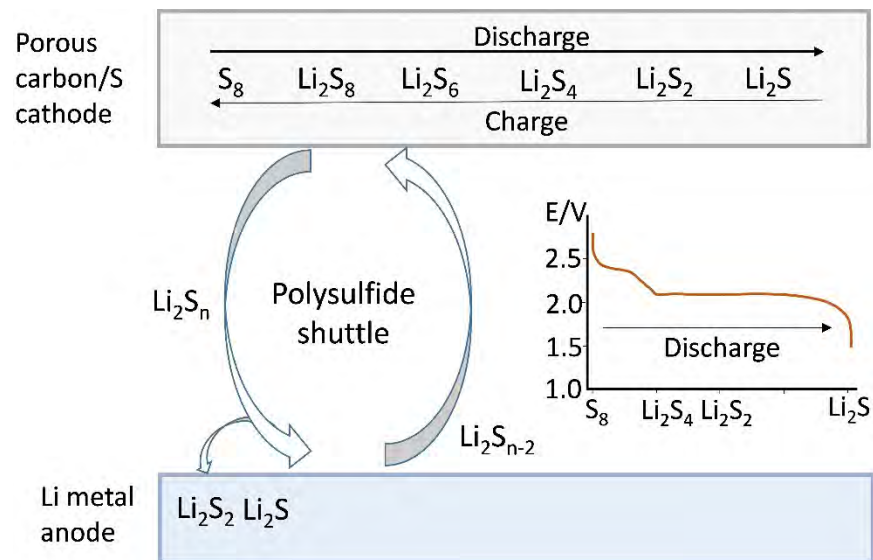 Porous
carbon/S
cathode
Discharge
S₈ Li₂S₈ Li₂S₆ Li₂S₄ Li₂S₂ Li₂S
Charge
Li₂Sₙ
Polysulfide
shuttle
Li₂Sₙ₋₂
E/V
2.5
2.0
1.5
1.0
Discharge
S₈ Li₂S₄ Li₂S₂ Li₂S
Li metal
anode
Li₂S₂ Li₂S